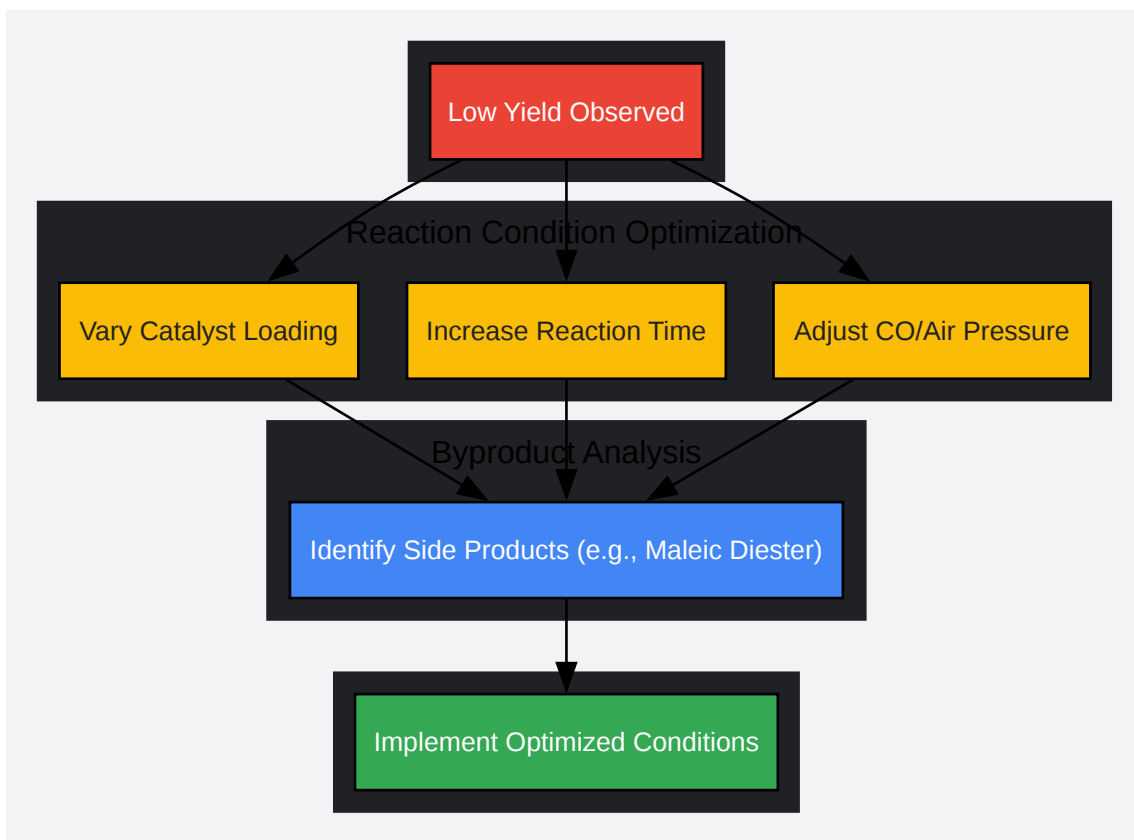 Low Yield Observed
Reaction Condition Optimization
Vary Catalyst Loading
Increase Reaction Time
Adjust CO/Air Pressure
Byproduct Analysis
Identify Side Products (e.g., Maleic Diester)
Implement Optimized Conditions